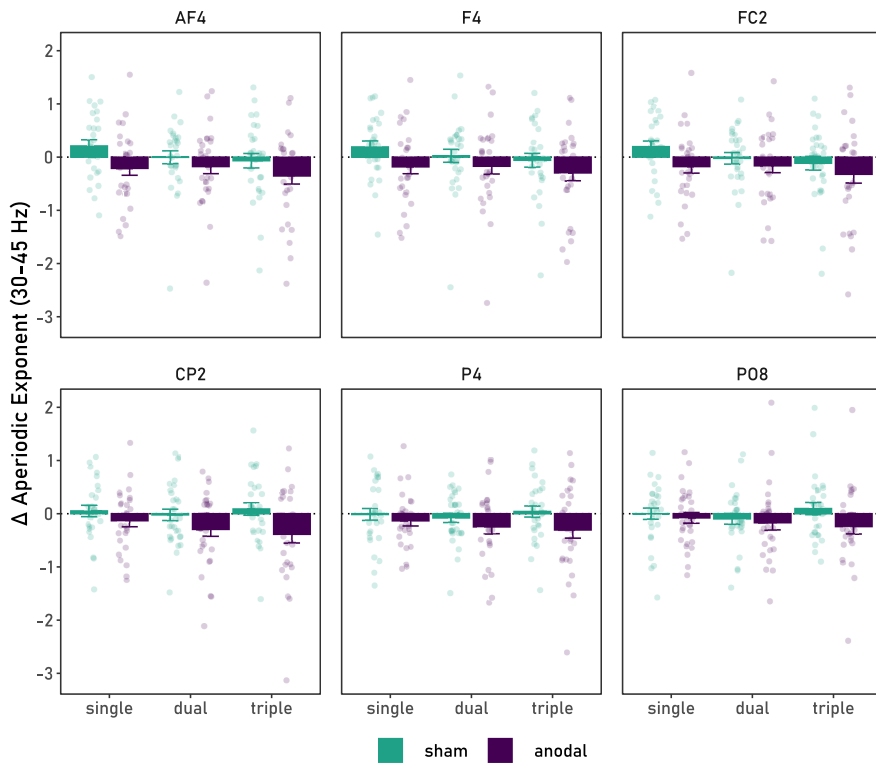 AF4 F4 FC2
2
1
0
-1
-2
-3
Δ Aperiodic Exponent (30–45 Hz)
CP2 P4 PO8
2
1
0
-1
-2
-3
single dual triple single dual triple single dual triple
sham anodal